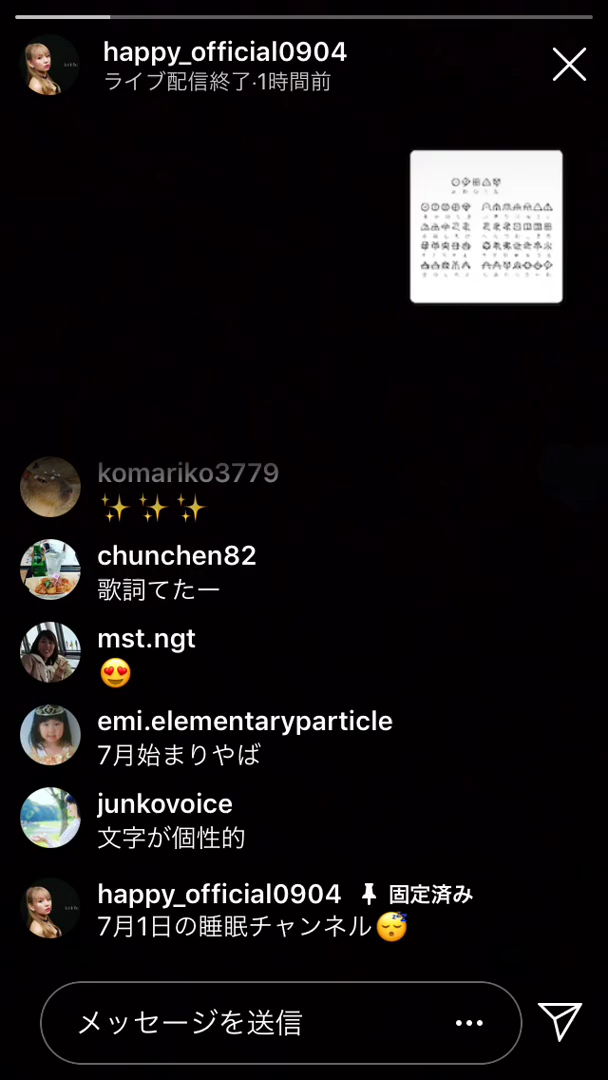 happy_official0904
ライブ配信終了·1時間前
komariko3779
✨✨✨
chunchen82
歌詞てたー
mst.ngt
😍
emi.elementaryparticle
7月始まりやば
junkovoice
文字が個性的
happy_official0904 固定済み
7月1日の睡眠チャンネル😴
メッセージを送信